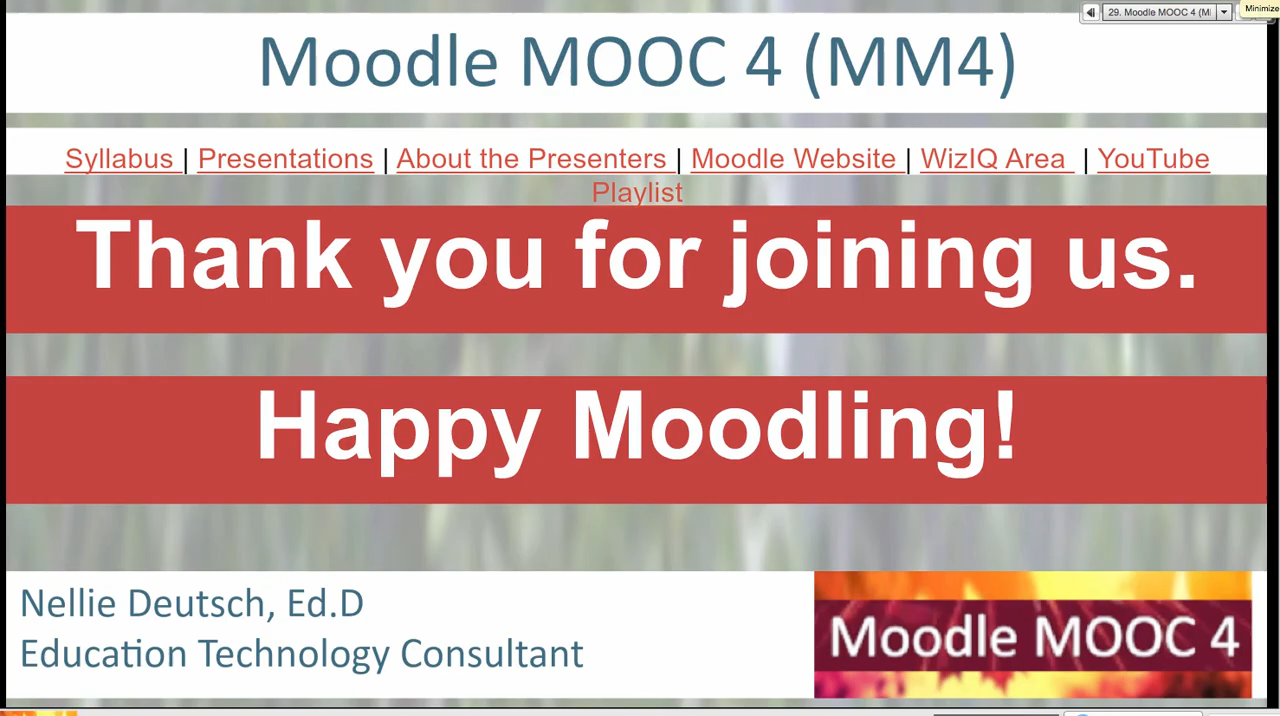 29. Moodle MOOC 4 (Mi
Minimize
Moodle MOOC 4 (MM4)
Syllabus | Presentations | About the Presenters | Moodle Website | WizIQ Area | YouTube
Playlist
Thank you for joining us.
Happy Moodling!
Nellie Deutsch, Ed.D
Education Technology Consultant
Moodle MOOC 4